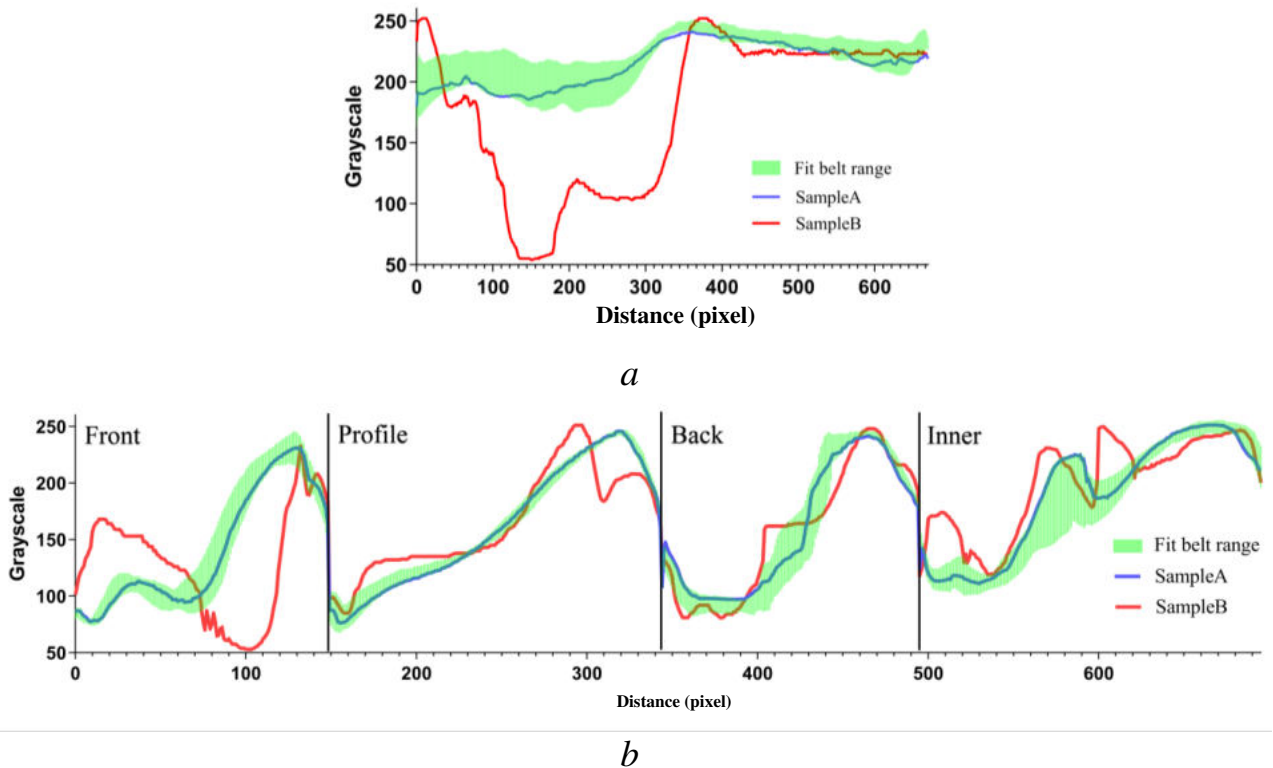 250
200
150
100
50
Grayscale
Fit belt range
SampleA
SampleB
0 100 200 300 400 500 600
Distance (pixel)
a
250
200
150
100
50
Grayscale
Front Profile Back Inner
Fit belt range
SampleA
SampleB
0 100 200 300 400 500 600
Distance (pixel)
b